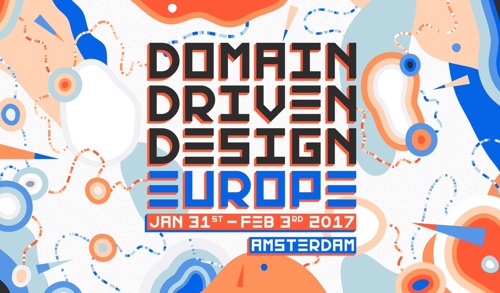 DOMAIN
DRIVEN
DESIGN
EUROPE
JAN 31ST – FEB 3RD 2017
AMSTERDAM